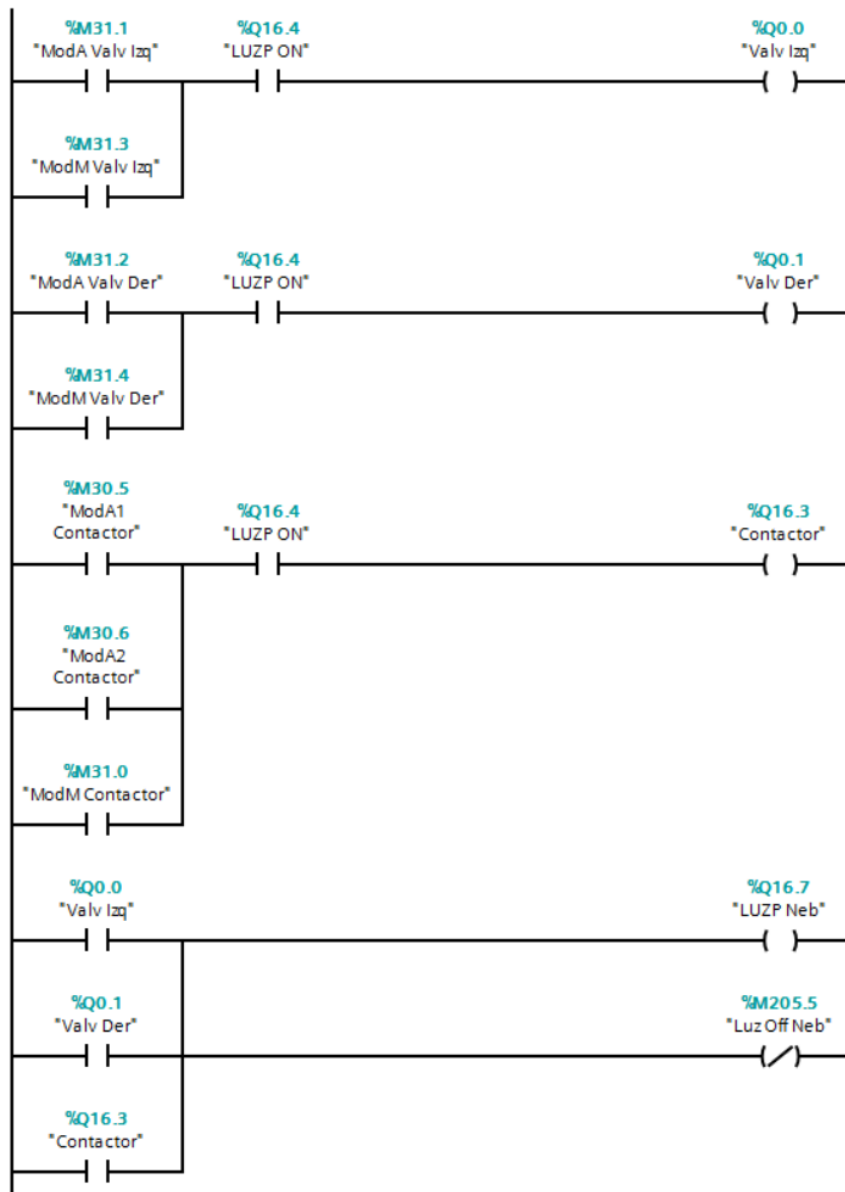 %M31.1 %Q16.4 %Q0.0
"ModA Valv Izq" "LUZP ON" "Valv Izq"
%M31.3
"ModM Valv Izq"
%M31.2 %Q16.4 %Q0.1
"ModA Valv Der" "LUZP ON" "Valv Der"
%M31.4
"ModM Valv Der"
%M30.5
"ModA1 %Q16.4 %Q16.3
Contactor" "LUZP ON" "Contactor"
%M30.6
"ModA2
Contactor"
%M31.0
"ModM Contactor"
%Q0.0 %Q16.7
"Valv Izq" "LUZP Neb"
%Q0.1 %M205.5
"Valv Der" "Luz Off Neb"
%Q16.3
"Contactor"